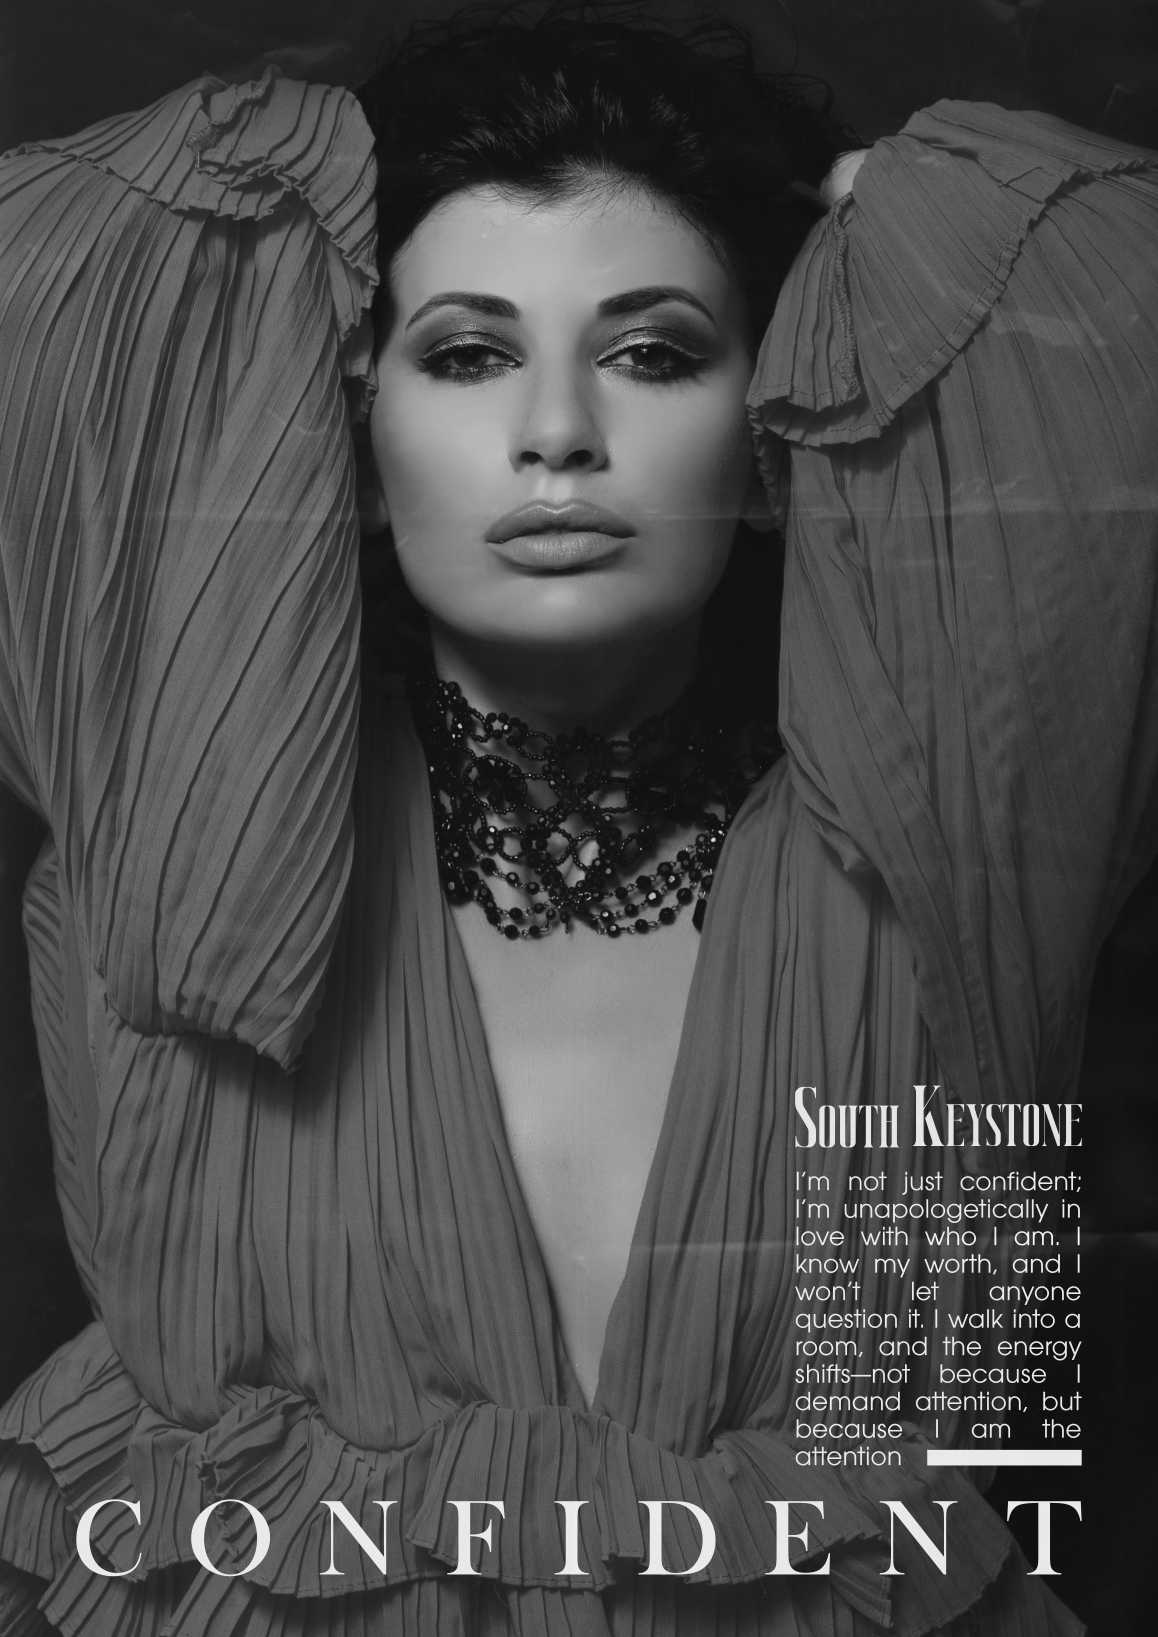 South Keystone
I'm not just confident;
I'm unapologetically in
love with who I am. I
know my worth, and I
won't let anyone
question it. I walk into a
room, and the energy
shifts—not because I
demand attention, but
because I am the
attention
CONFIDENT